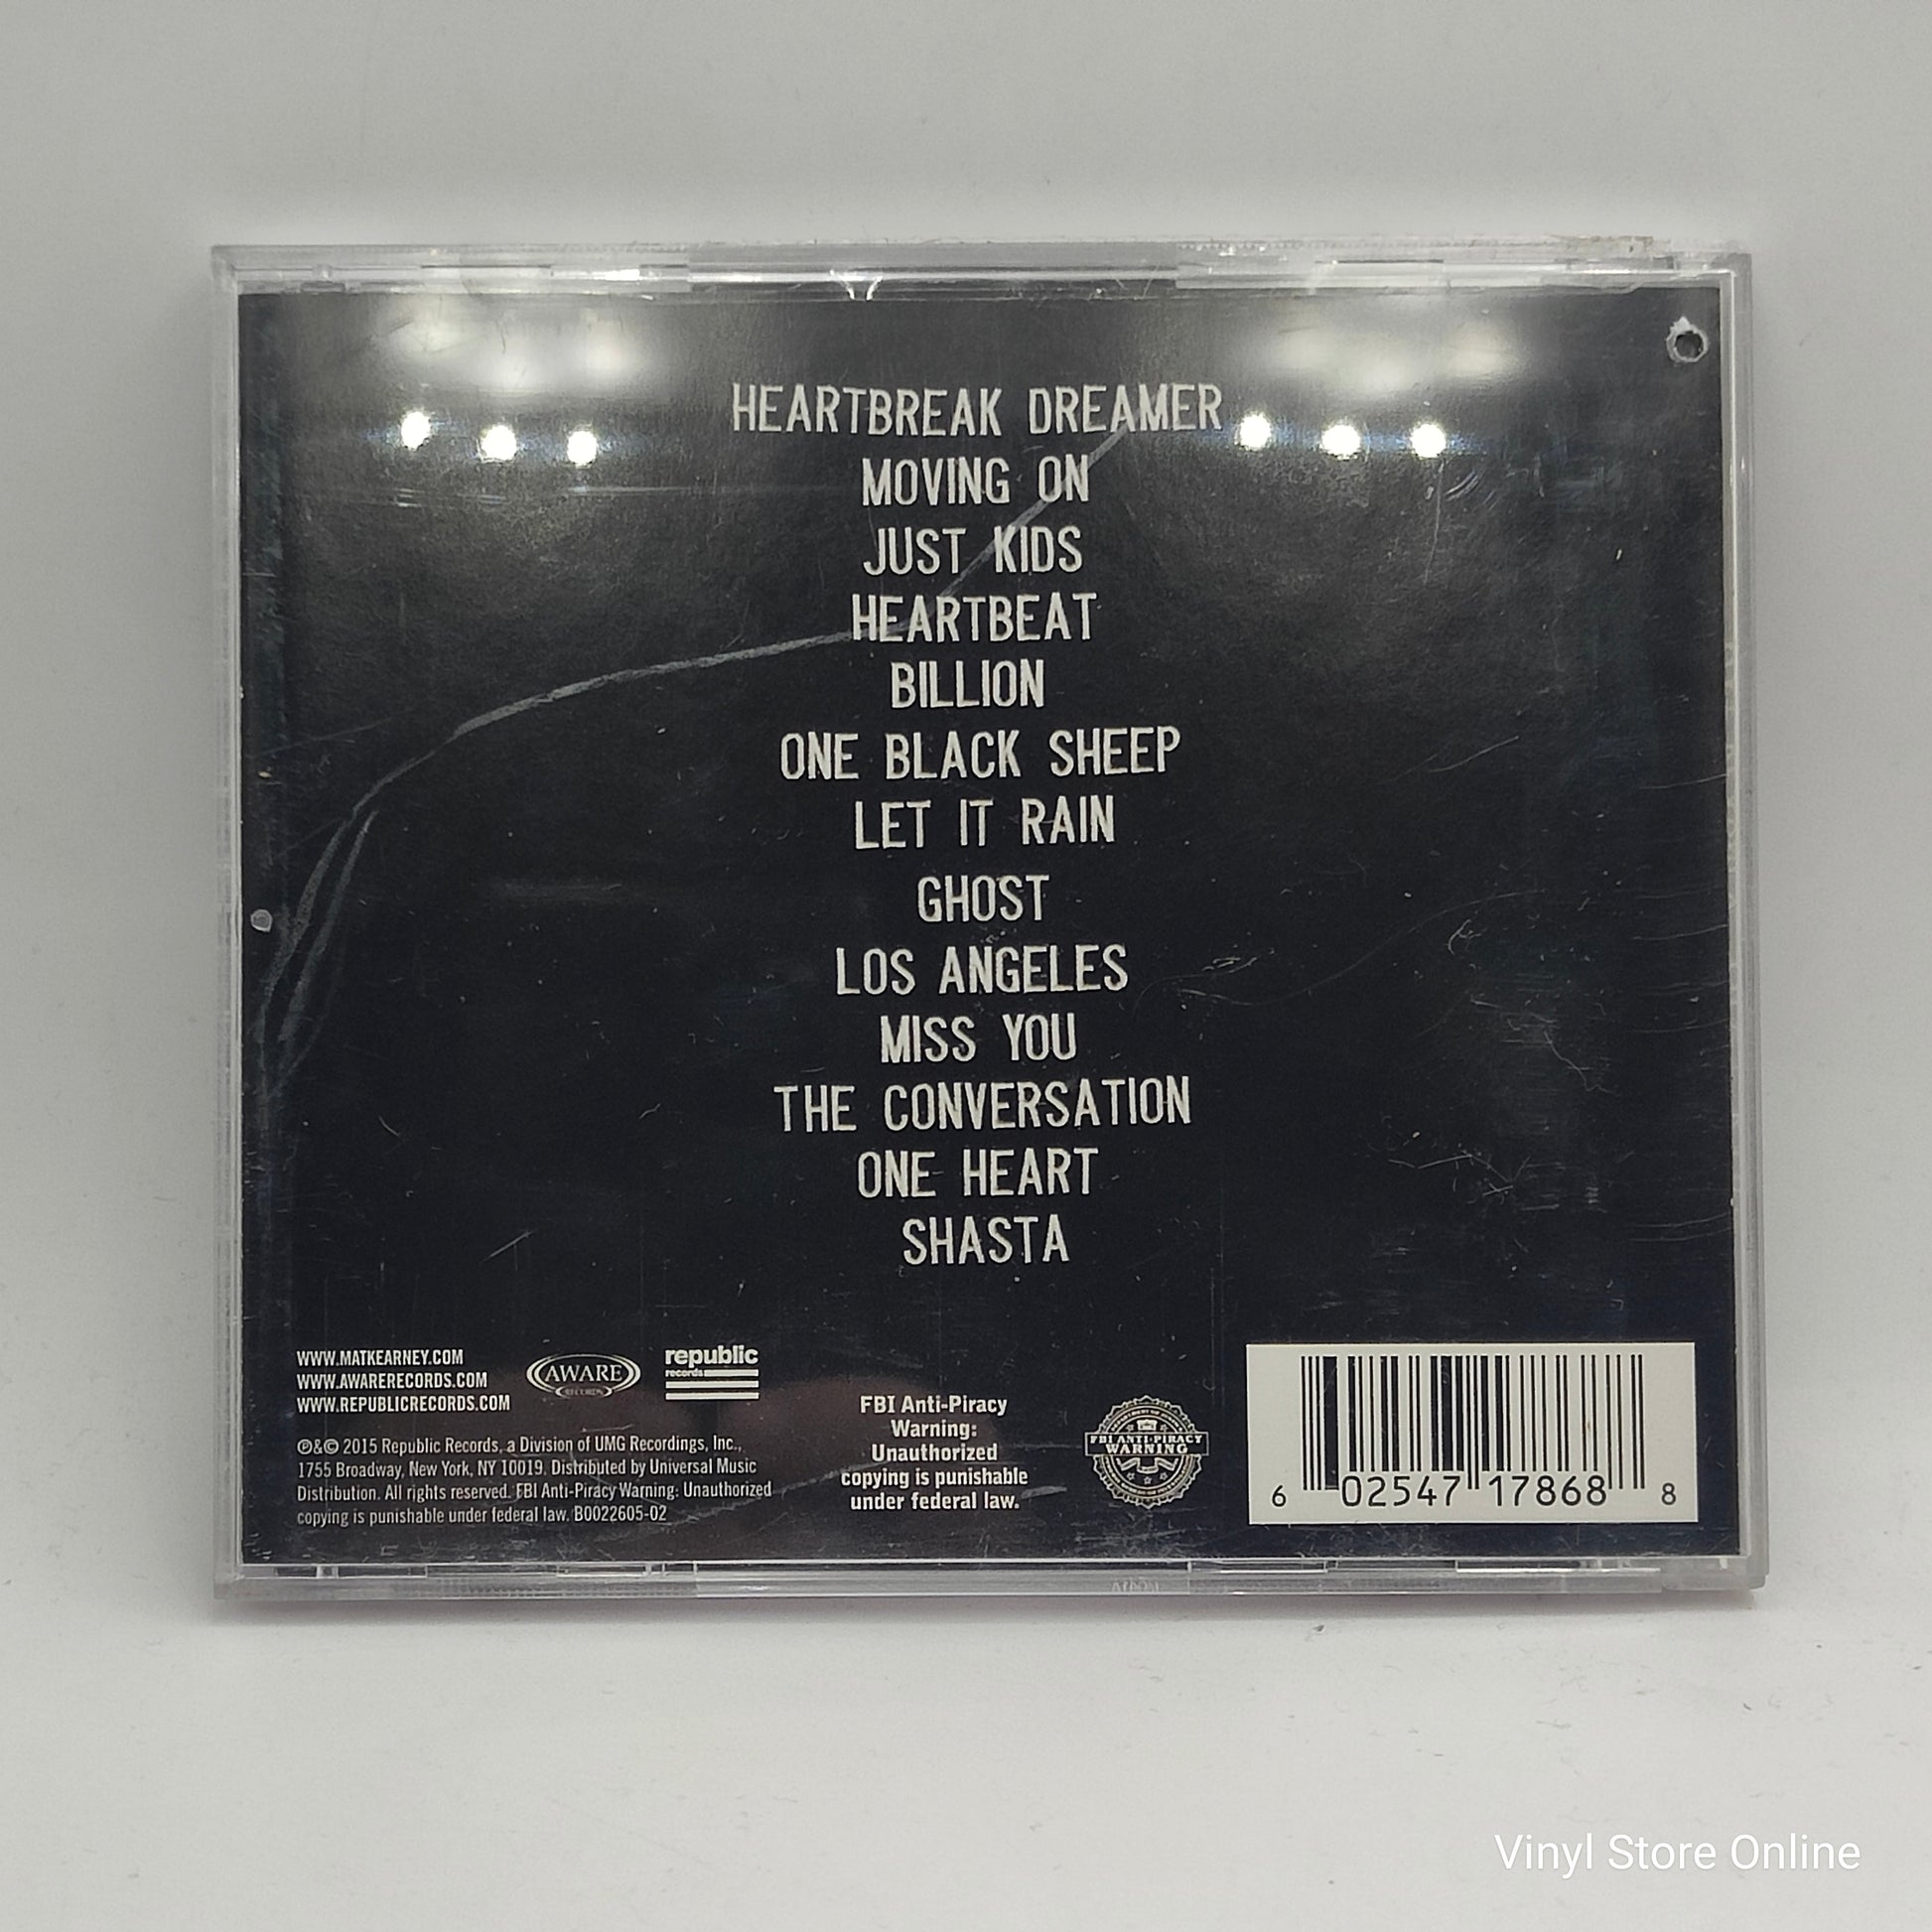 HEARTBREAK DREAMER
MOVING ON
JUST KIDS
HEARTBEAT
BILLION
ONE BLACK SHEEP
LET IT RAIN
GHOST
LOS ANGELES
MISS YOU
THE CONVERSATION
ONE HEART
SHASTA
WWW.MATKEARNEY.COM
WWW.AWARERECORDS.COM
WWW.REPUBLICRECORDS.COM
AWARE
RECORDS
republic
records
℗&© 2015 Republic Records, a Division of UMG Recordings, Inc.,
1755 Broadway, New York, NY 10019. Distributed by Universal Music
Distribution. All rights reserved. FBI Anti-Piracy Warning: Unauthorized
copying is punishable under federal law. B0022605-02
FBI Anti-Piracy
Warning:
Unauthorized
copying is punishable
under federal law.
FBI ANTI-PIRACY
WARNING
6 02547 17868 8
Vinyl Store Online